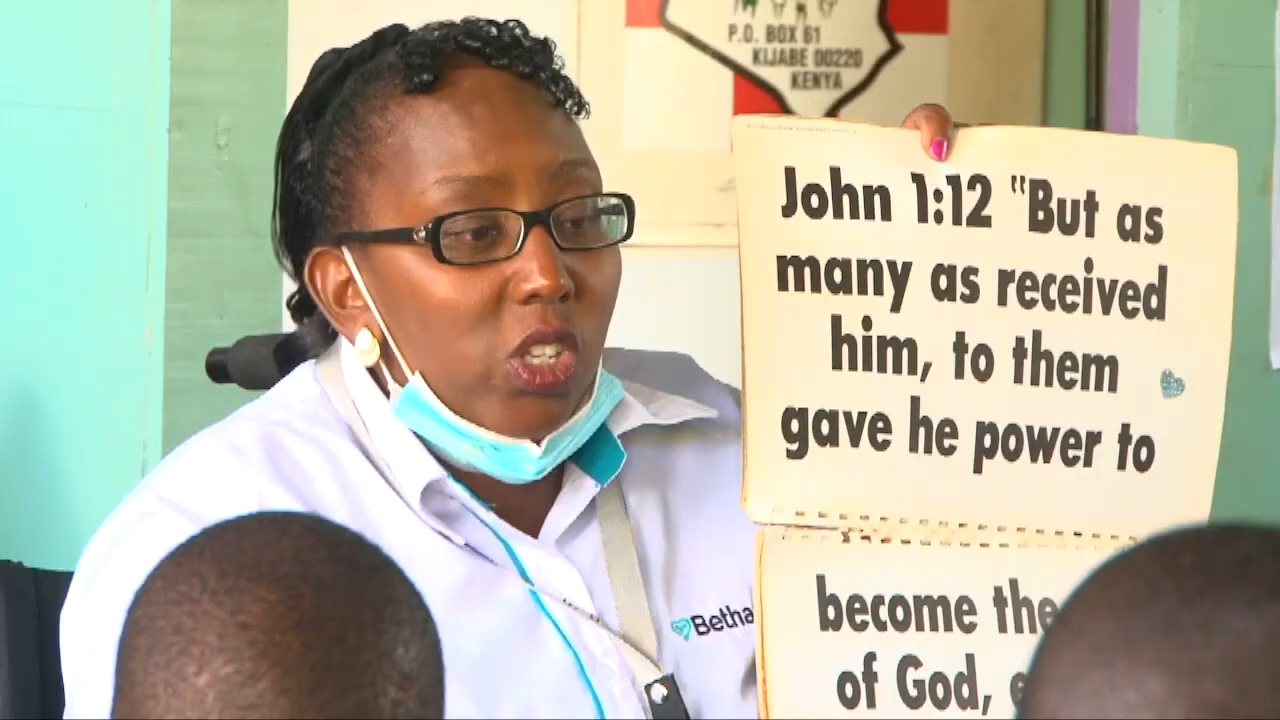 P.O. BOX 61
KIJABE 00220
KENYA
John 1:12 "But as
many as received
him, to them
gave he power to
become the
of God,
Betha